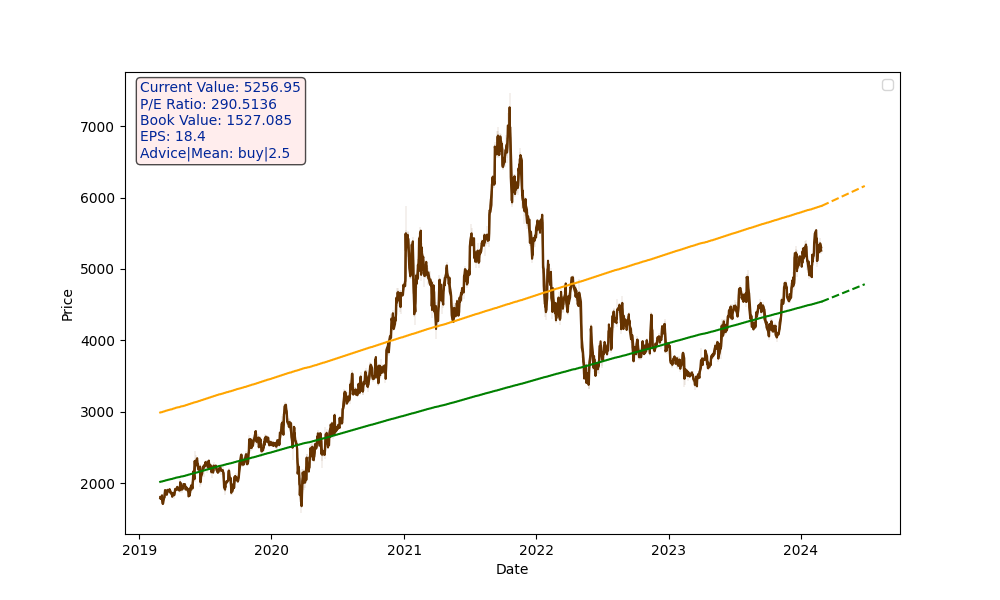 Current Value: 5256.95
P/E Ratio: 290.5136
Book Value: 1527.085
EPS: 18.4
Advice|Mean: buy|2.5
7000
6000
5000
4000
3000
2000
Price
2019 2020 2021 2022 2023 2024
Date